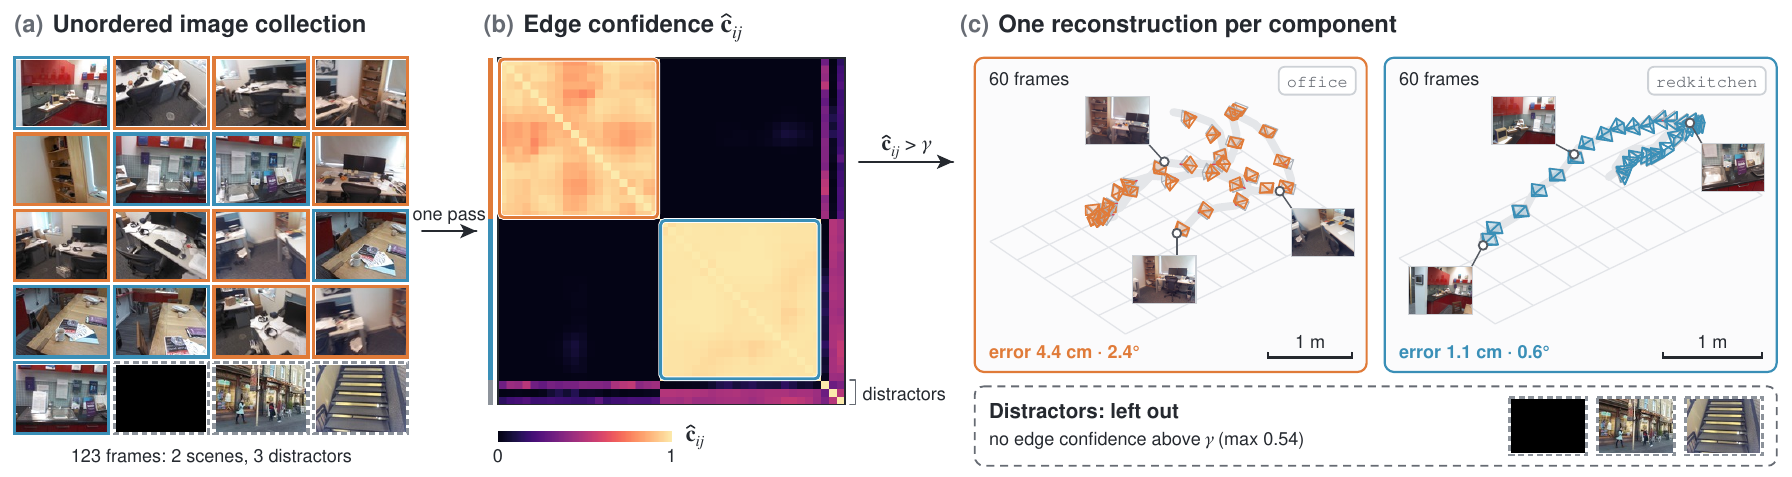 (a) Unordered image collection
123 frames: 2 scenes, 3 distractors
one pass
(b) Edge confidence ĉᵢⱼ
distractors
ĉᵢⱼ
0 1
ĉᵢⱼ > γ
(c) One reconstruction per component
60 frames
office
error 4.4 cm · 2.4°
1 m
60 frames
redkitchen
error 1.1 cm · 0.6°
1 m
Distractors: left out
no edge confidence above γ (max 0.54)